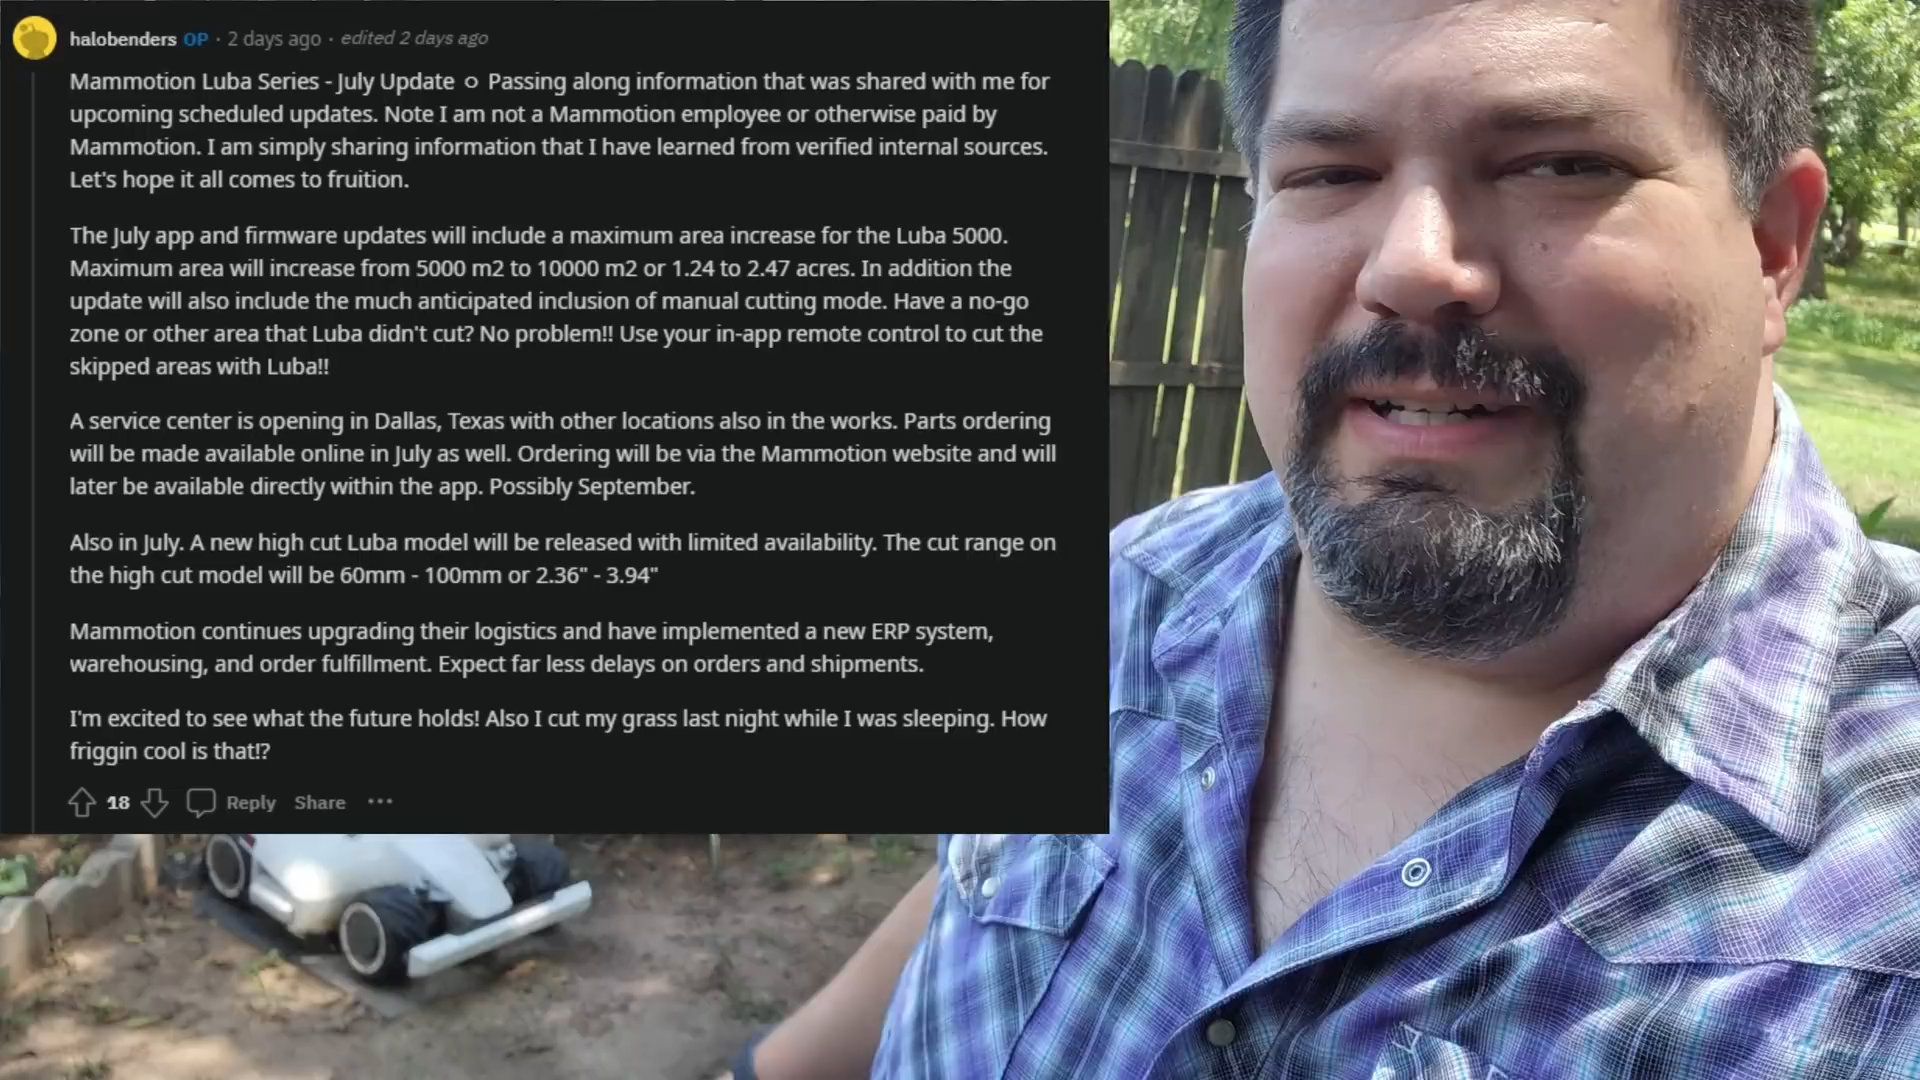 halobenders OP · 2 days ago · edited 2 days ago
Mammotion Luba Series - July Update ○ Passing along information that was shared with me for
upcoming scheduled updates. Note I am not a Mammotion employee or otherwise paid by
Mammotion. I am simply sharing information that I have learned from verified internal sources.
Let's hope it all comes to fruition.
The July app and firmware updates will include a maximum area increase for the Luba 5000.
Maximum area will increase from 5000 m2 to 10000 m2 or 1.24 to 2.47 acres. In addition the
update will also include the much anticipated inclusion of manual cutting mode. Have a no-go
zone or other area that Luba didn't cut? No problem!! Use your in-app remote control to cut the
skipped areas with Luba!!
A service center is opening in Dallas, Texas with other locations also in the works. Parts ordering
will be made available online in July as well. Ordering will be via the Mammotion website and will
later be available directly within the app. Possibly September.
Also in July. A new high cut Luba model will be released with limited availability. The cut range on
the high cut model will be 60mm - 100mm or 2.36" - 3.94"
Mammotion continues upgrading their logistics and have implemented a new ERP system,
warehousing, and order fulfillment. Expect far less delays on orders and shipments.
I'm excited to see what the future holds! Also I cut my grass last night while I was sleeping. How
friggin cool is that!?
18 Reply Share ···